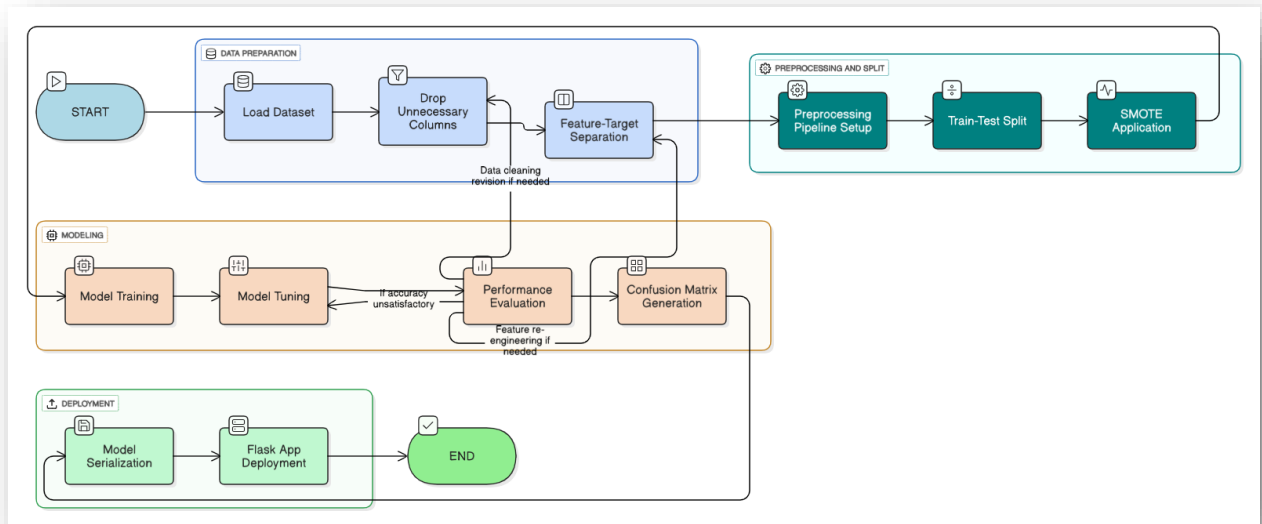 DATA PREPARATION
PREPROCESSING AND SPLIT
START
Load Dataset
Drop
Unnecessary
Columns
Feature-Target
Separation
Preprocessing
Pipeline Setup
Train-Test Split
SMOTE
Application
Data cleaning
revision if needed
MODELING
Model Training
Model Tuning
If accuracy
unsatisfactory
Performance
Evaluation
Confusion Matrix
Generation
Feature re-
engineering if
needed
DEPLOYMENT
Model
Serialization
Flask App
Deployment
END